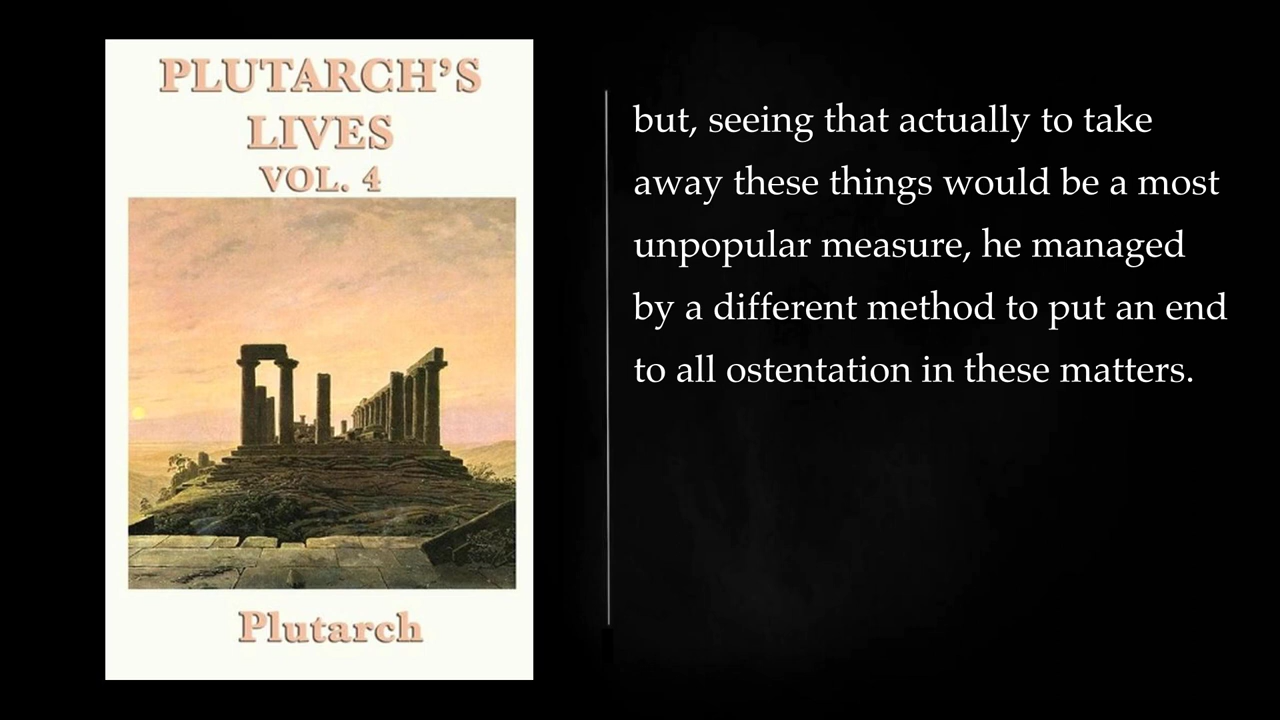 PLUTARCH'S
LIVES
VOL. 4
Plutarch
but, seeing that actually to take
away these things would be a most
unpopular measure, he managed
by a different method to put an end
to all ostentation in these matters.